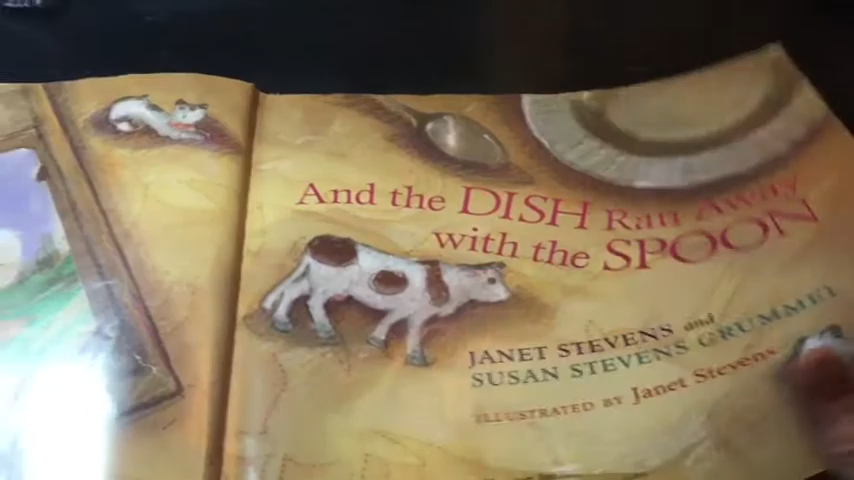 And the DISH Ran Away
with the SPOON
JANET STEVENS and
SUSAN STEVENS CRUMMEL
ILLUSTRATED BY Janet Stevens